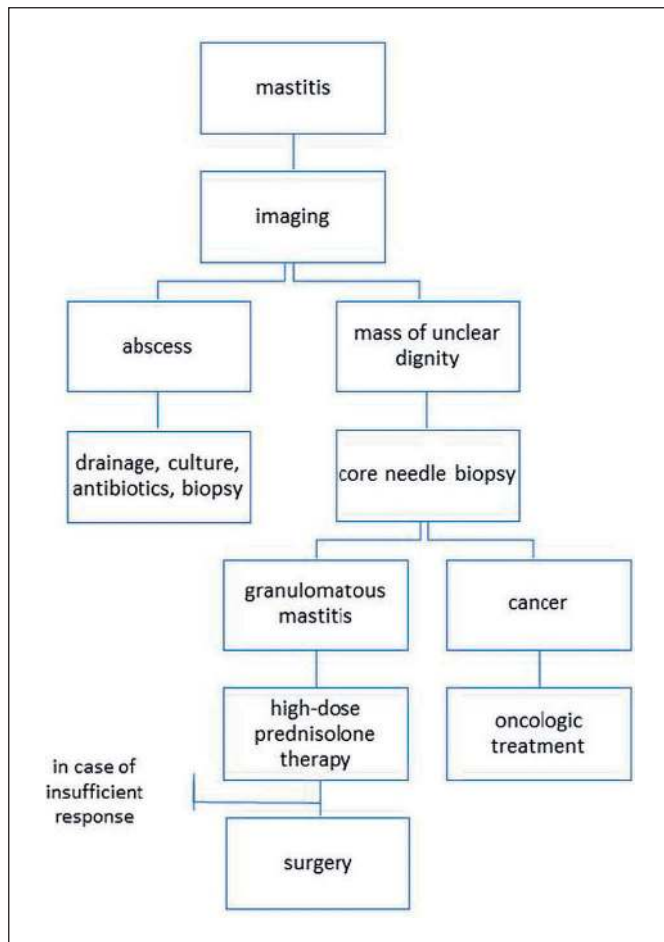 mastitis
imaging
abscess
mass of unclear
dignity
drainage, culture,
antibiotics, biopsy
core needle biopsy
granulomatous
mastitis
cancer
high-dose
prednisolone
therapy
oncologic
treatment
in case of
insufficient
response
surgery